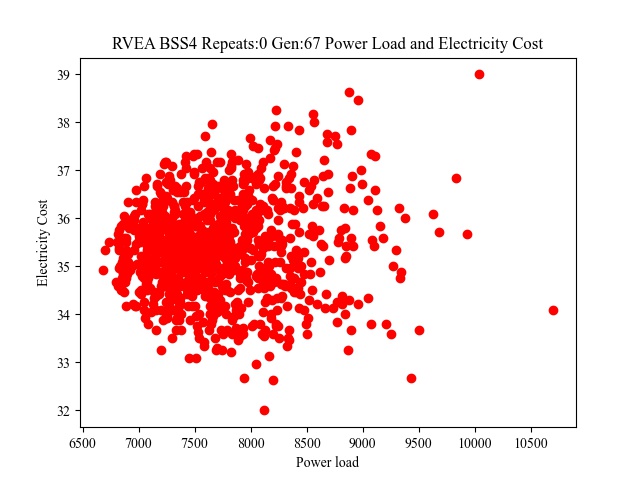 RVEA BSS4 Repeats:0 Gen:67 Power Load and Electricity Cost
39
38
37
36
35
34
33
32
Electricity Cost
6500 7000 7500 8000 8500 9000 9500 10000 10500
Power load